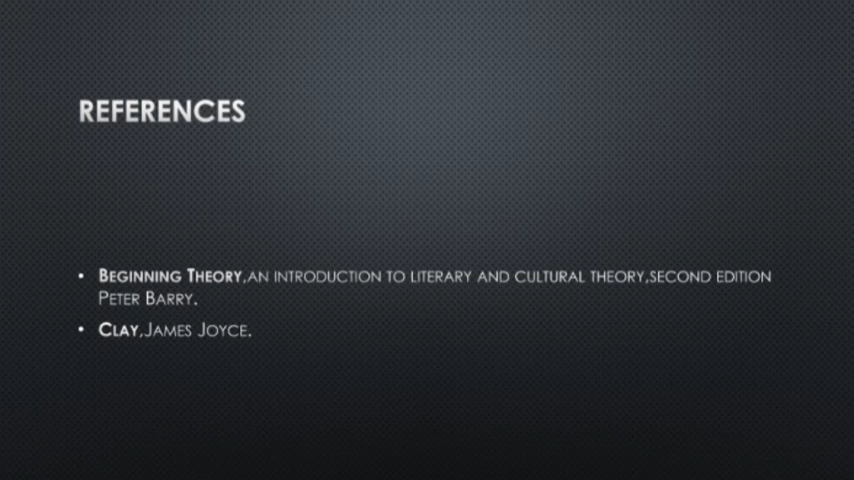 REFERENCES
• BEGINNING THEORY,AN INTRODUCTION TO LITERARY AND CULTURAL THEORY,SECOND EDITION
PETER BARRY.
• CLAY,JAMES JOYCE.